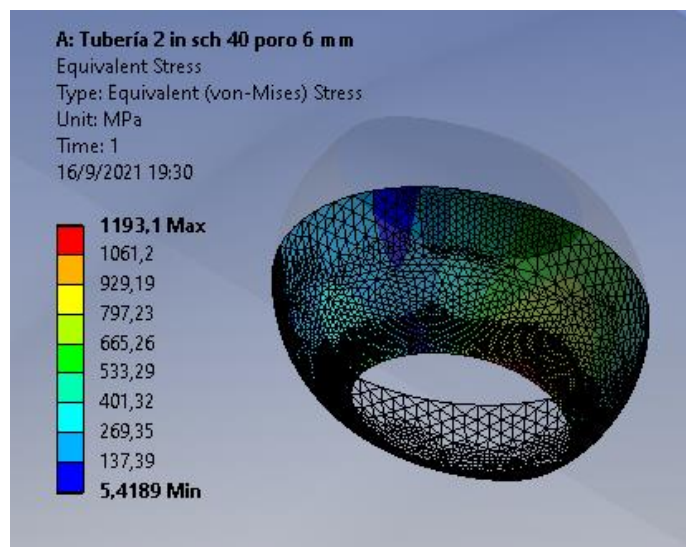 A: Tubería 2 in sch 40 poro 6 mm
Equivalent Stress
Type: Equivalent (von-Mises) Stress
Unit: MPa
Time: 1
16/9/2021 19:30
1193,1 Max
1061,2
929,19
797,23
665,26
533,29
401,32
269,35
137,39
5,4189 Min